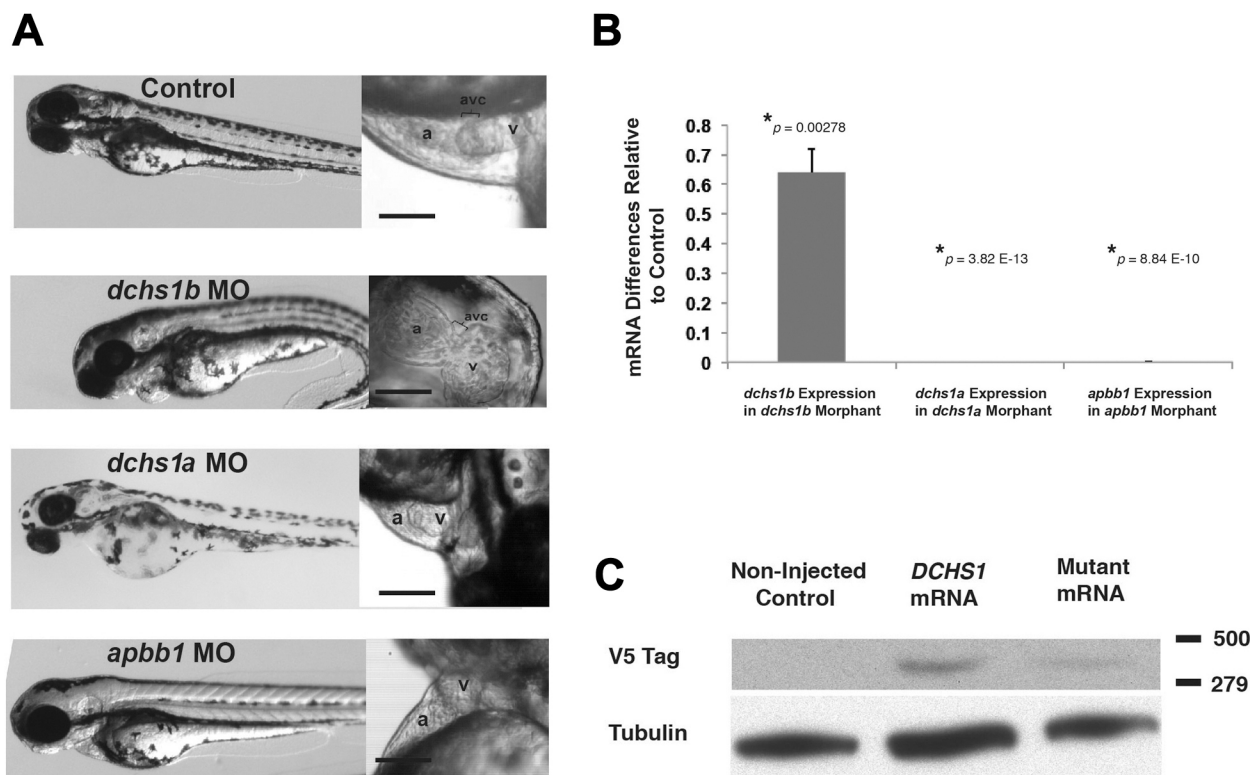 A
Control
avc
a
v
dchs1b MO
a
avc
v
dchs1a MO
a
v
apbb1 MO
v
a
B
mRNA Differences Relative
to Control
0.8
0.7
0.6
0.5
0.4
0.3
0.2
0.1
0
* p = 0.00278
* p = 3.82 E-13
* p = 8.84 E-10
dchs1b Expression
in dchs1b Morphant
dchs1a Expression
in dchs1a Morphant
apbb1 Expression
in apbb1 Morphant
C
Non-Injected
Control
DCHS1
mRNA
Mutant
mRNA
V5 Tag
500
279
Tubulin